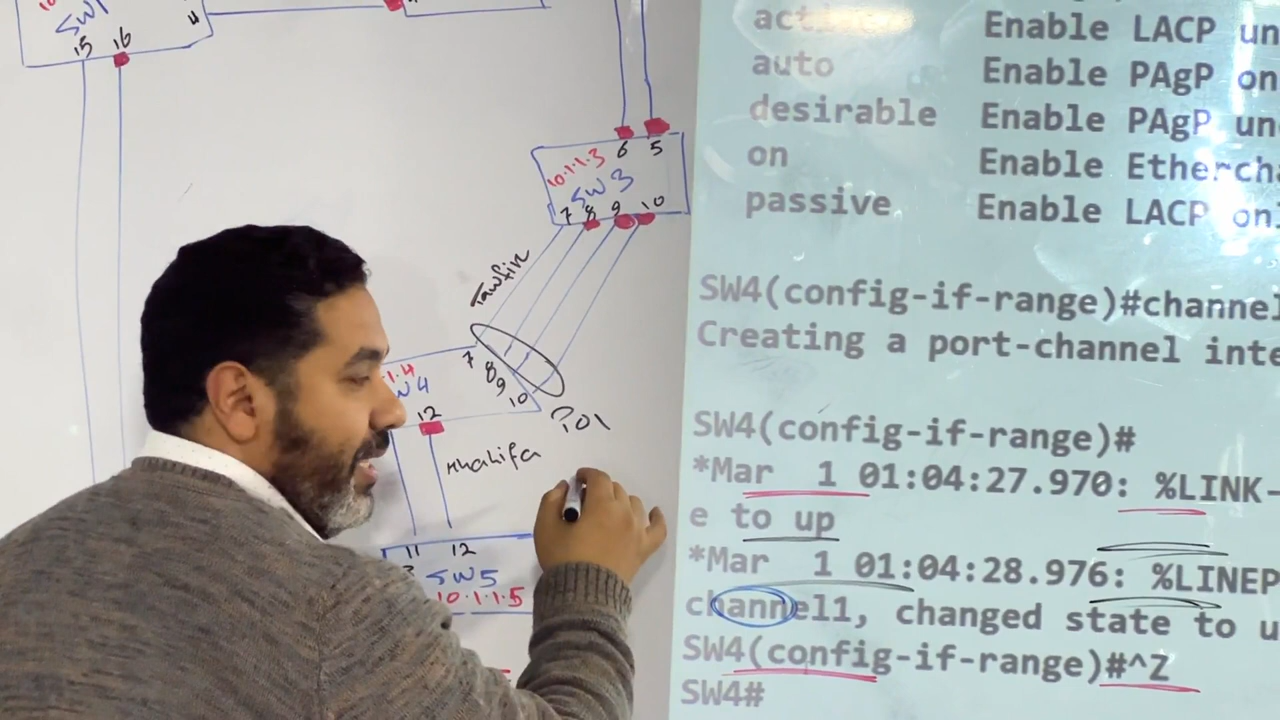 SW1
4
15 16
6 5
10.1.1.3
SW3
7 8 9 10
Tawfik
7
8
9
10
12
Po1
Khalifa
11 12
SW5
10.1.1.5
auto Enable PAgP on
desirable Enable PAgP un
on Enable Etherch
passive Enable LACP on
Enable LACP un
SW4(config-if-range)#channel
Creating a port-channel inte
SW4(config-if-range)#
*Mar 1 01:04:27.970: %LINK-
e to up
*Mar 1 01:04:28.976: %LINEP
channel1, changed state to u
SW4(config-if-range)#^Z
SW4#